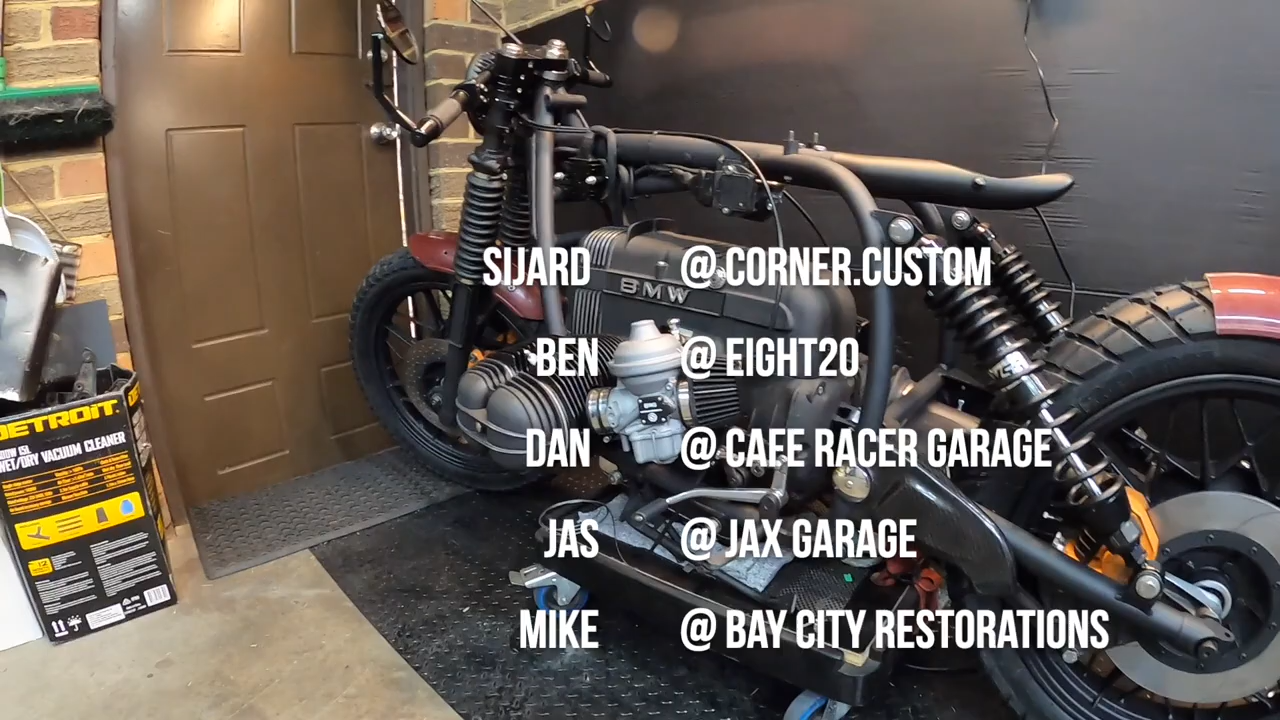 SIJARD @ CORNER.CUSTOM
BMW
BEN @ EIGHT20
DAN @ CAFE RACER GARAGE
JAS @ JAX GARAGE
MIKE @ BAY CITY RESTORATIONS
DETROIT
WET/DRY VACUUM CLEANER